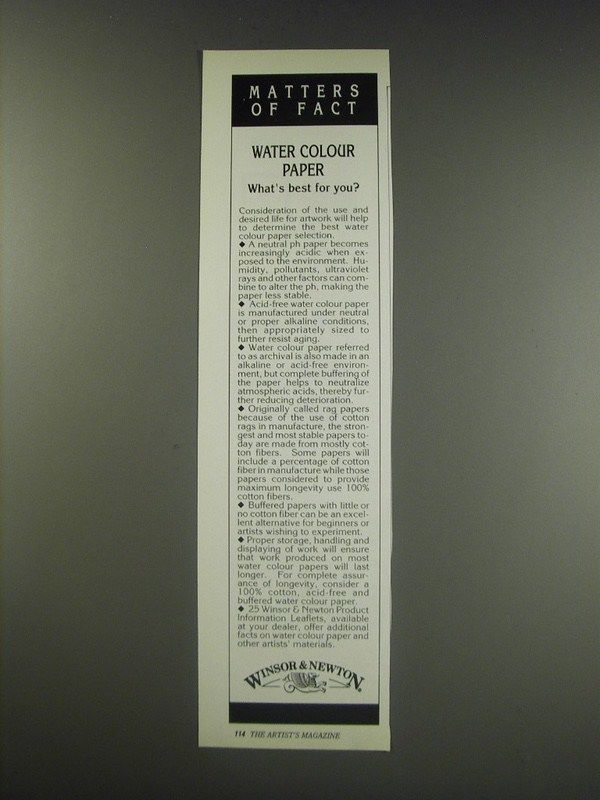 MATTERS
OF FACT
WATER COLOUR
PAPER
What's best for you?
Consideration of the use and
desired life for artwork will help
to determine the best water
colour paper selection.
◆ A neutral ph paper becomes
increasingly acidic when ex-
posed to the environment. Hu-
midity, pollutants, ultraviolet
rays and other factors can com-
bine to alter the ph, making the
paper less stable.
◆ Acid-free water colour paper
is manufactured under neutral
or proper alkaline conditions,
then appropriately sized to
further resist aging.
◆ Water colour paper referred
to as archival is also made in an
alkaline or acid-free environ-
ment, but complete buffering of
the paper helps to neutralize
atmospheric acids, thereby fur-
ther reducing deterioration.
◆ Originally called rag papers
because of the use of cotton
rags in manufacture, the stron-
gest and most stable papers to-
day are made from mostly cot-
ton fibers. Some papers will
include a percentage of cotton
fiber in manufacture while those
papers considered to provide
maximum longevity use 100%
cotton fibers.
◆ Buffered papers with little or
no cotton fiber can be an excel-
lent alternative for beginners or
artists wishing to experiment.
◆ Proper storage, handling and
displaying of work will ensure
that work produced on most
water colour papers will last
longer. For complete assur-
ance of longevity, consider a
100% cotton, acid-free and
buffered water colour paper.
◆ 25 Winsor & Newton Product
Information Leaflets, available
at your dealer, offer additional
facts on water colour paper and
other artists' materials.
WINSOR & NEWTON®
114 THE ARTIST'S MAGAZINE